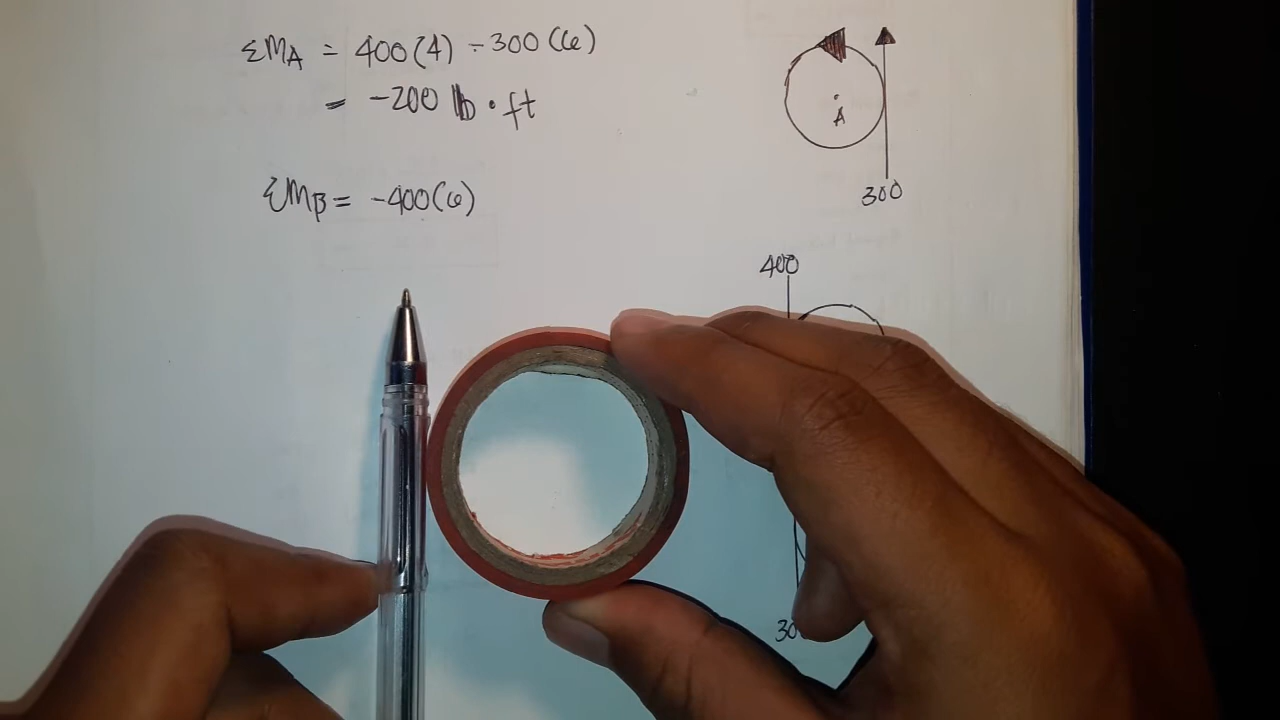 ΣMA = 400(4) - 300(6)
= -200 lb·ft
ΣMB = -400(6)
A
300
400